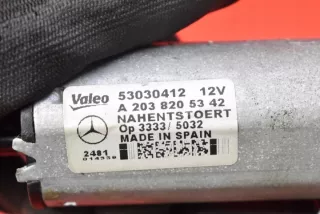 Valeo 53030412 12V
A 203 820 53 42
NAHENTSTOERT
Op 3333/ 5032
MADE IN SPAIN
2481